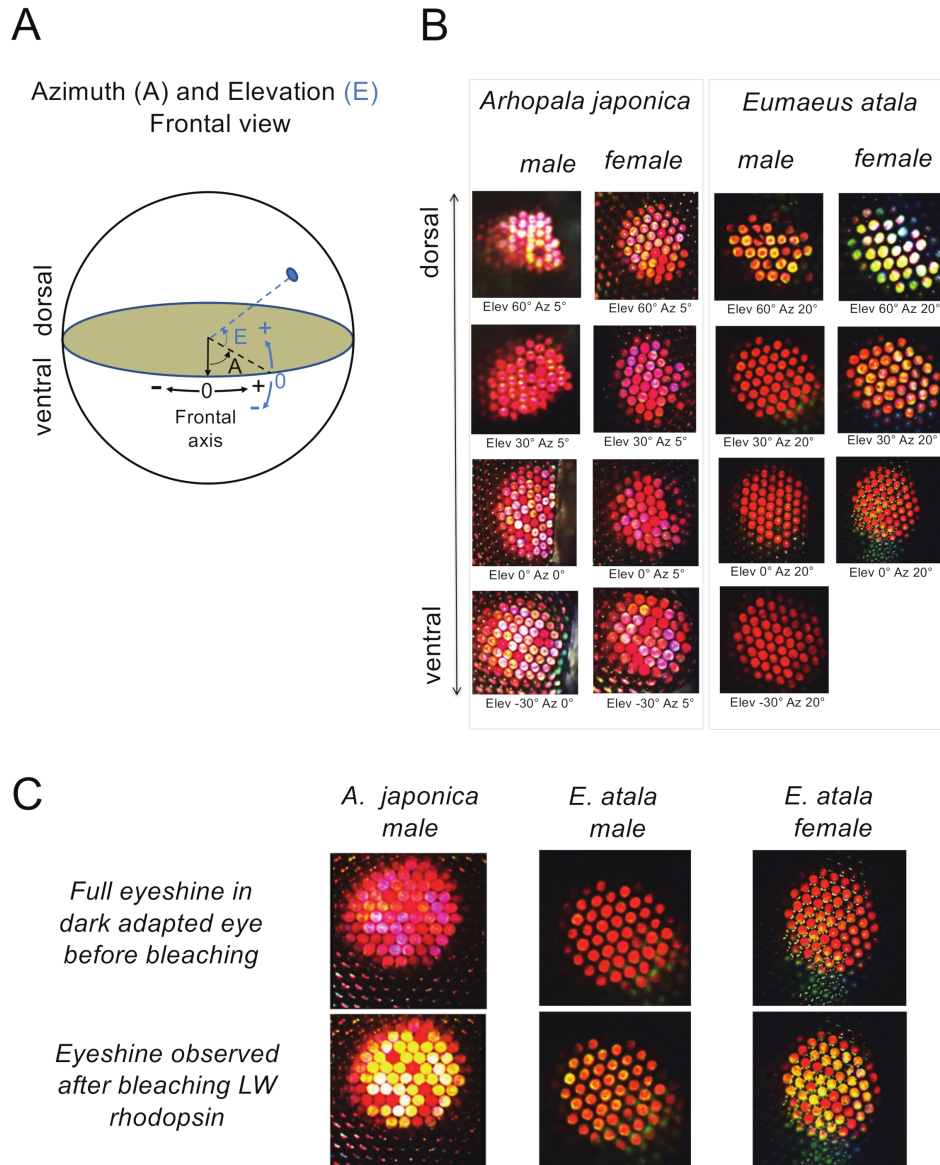 A
Azimuth (A) and Elevation (E)
Frontal view
dorsal
ventral
E
+
A
0
- 0 +
-
Frontal
axis
B
Arhopala japonica
Eumaeus atala
male
female
male
female
dorsal
ventral
Elev 60° Az 5°
Elev 60° Az 5°
Elev 60° Az 20°
Elev 60° Az 20°
Elev 30° Az 5°
Elev 30° Az 5°
Elev 30° Az 20°
Elev 30° Az 20°
Elev 0° Az 0°
Elev 0° Az 5°
Elev 0° Az 20°
Elev 0° Az 20°
Elev -30° Az 0°
Elev -30° Az 5°
Elev -30° Az 20°
C
A. japonica
male
E. atala
male
E. atala
female
Full eyeshine in
dark adapted eye
before bleaching
Eyeshine observed
after bleaching LW
rhodopsin